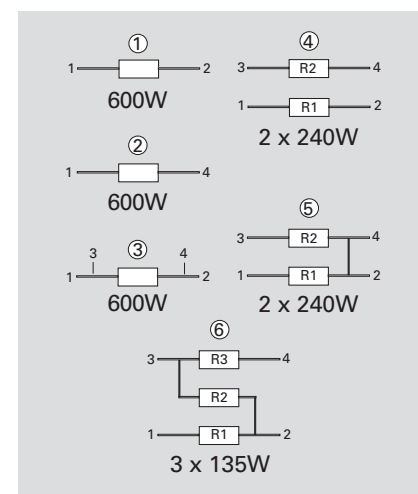 ①
1 2
600W
②
1 4
600W
③
3 4
1 2
600W
④
3 R2 4
1 R1 2
2 x 240W
⑤
3 R2 4
1 R1 2
2 x 240W
⑥
3 R3 4
R2
1 R1 2
3 x 135W